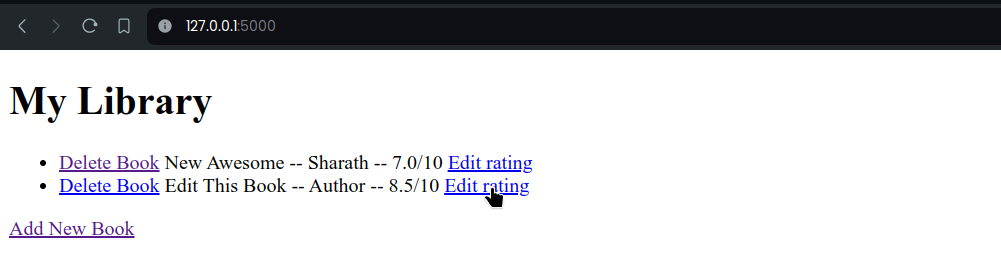 127.0.0.1:5000
My Library
Delete Book New Awesome -- Sharath -- 7.0/10 Edit rating
Delete Book Edit This Book -- Author -- 8.5/10 Edit rating
Add New Book